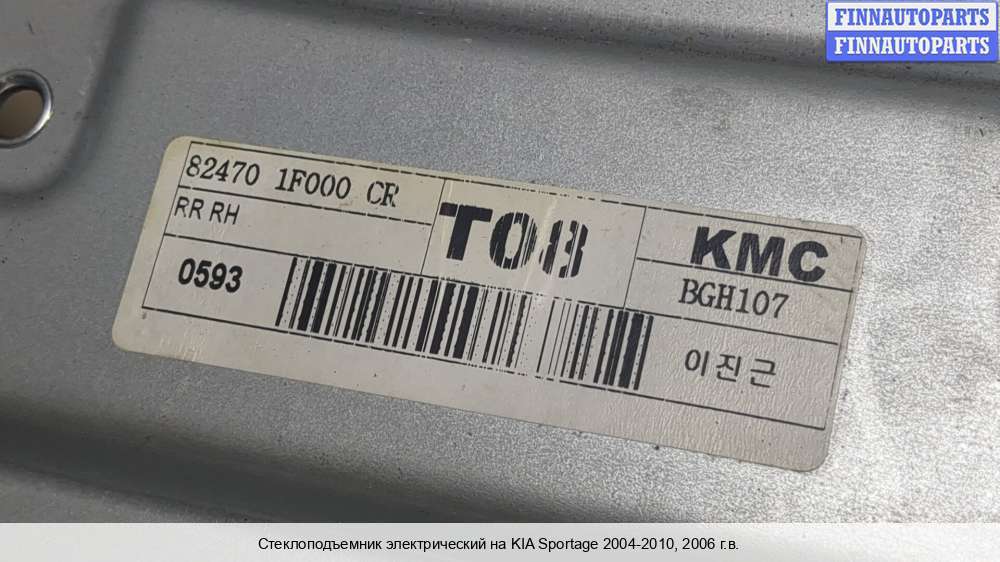 FINNAUTOPARTS
FINNAUTOPARTS
82470 1F000 CR
RR RH
0593
T08
KMC
BGH107
이진근
Стеклоподъемник электрический на KIA Sportage 2004-2010, 2006 г.в.